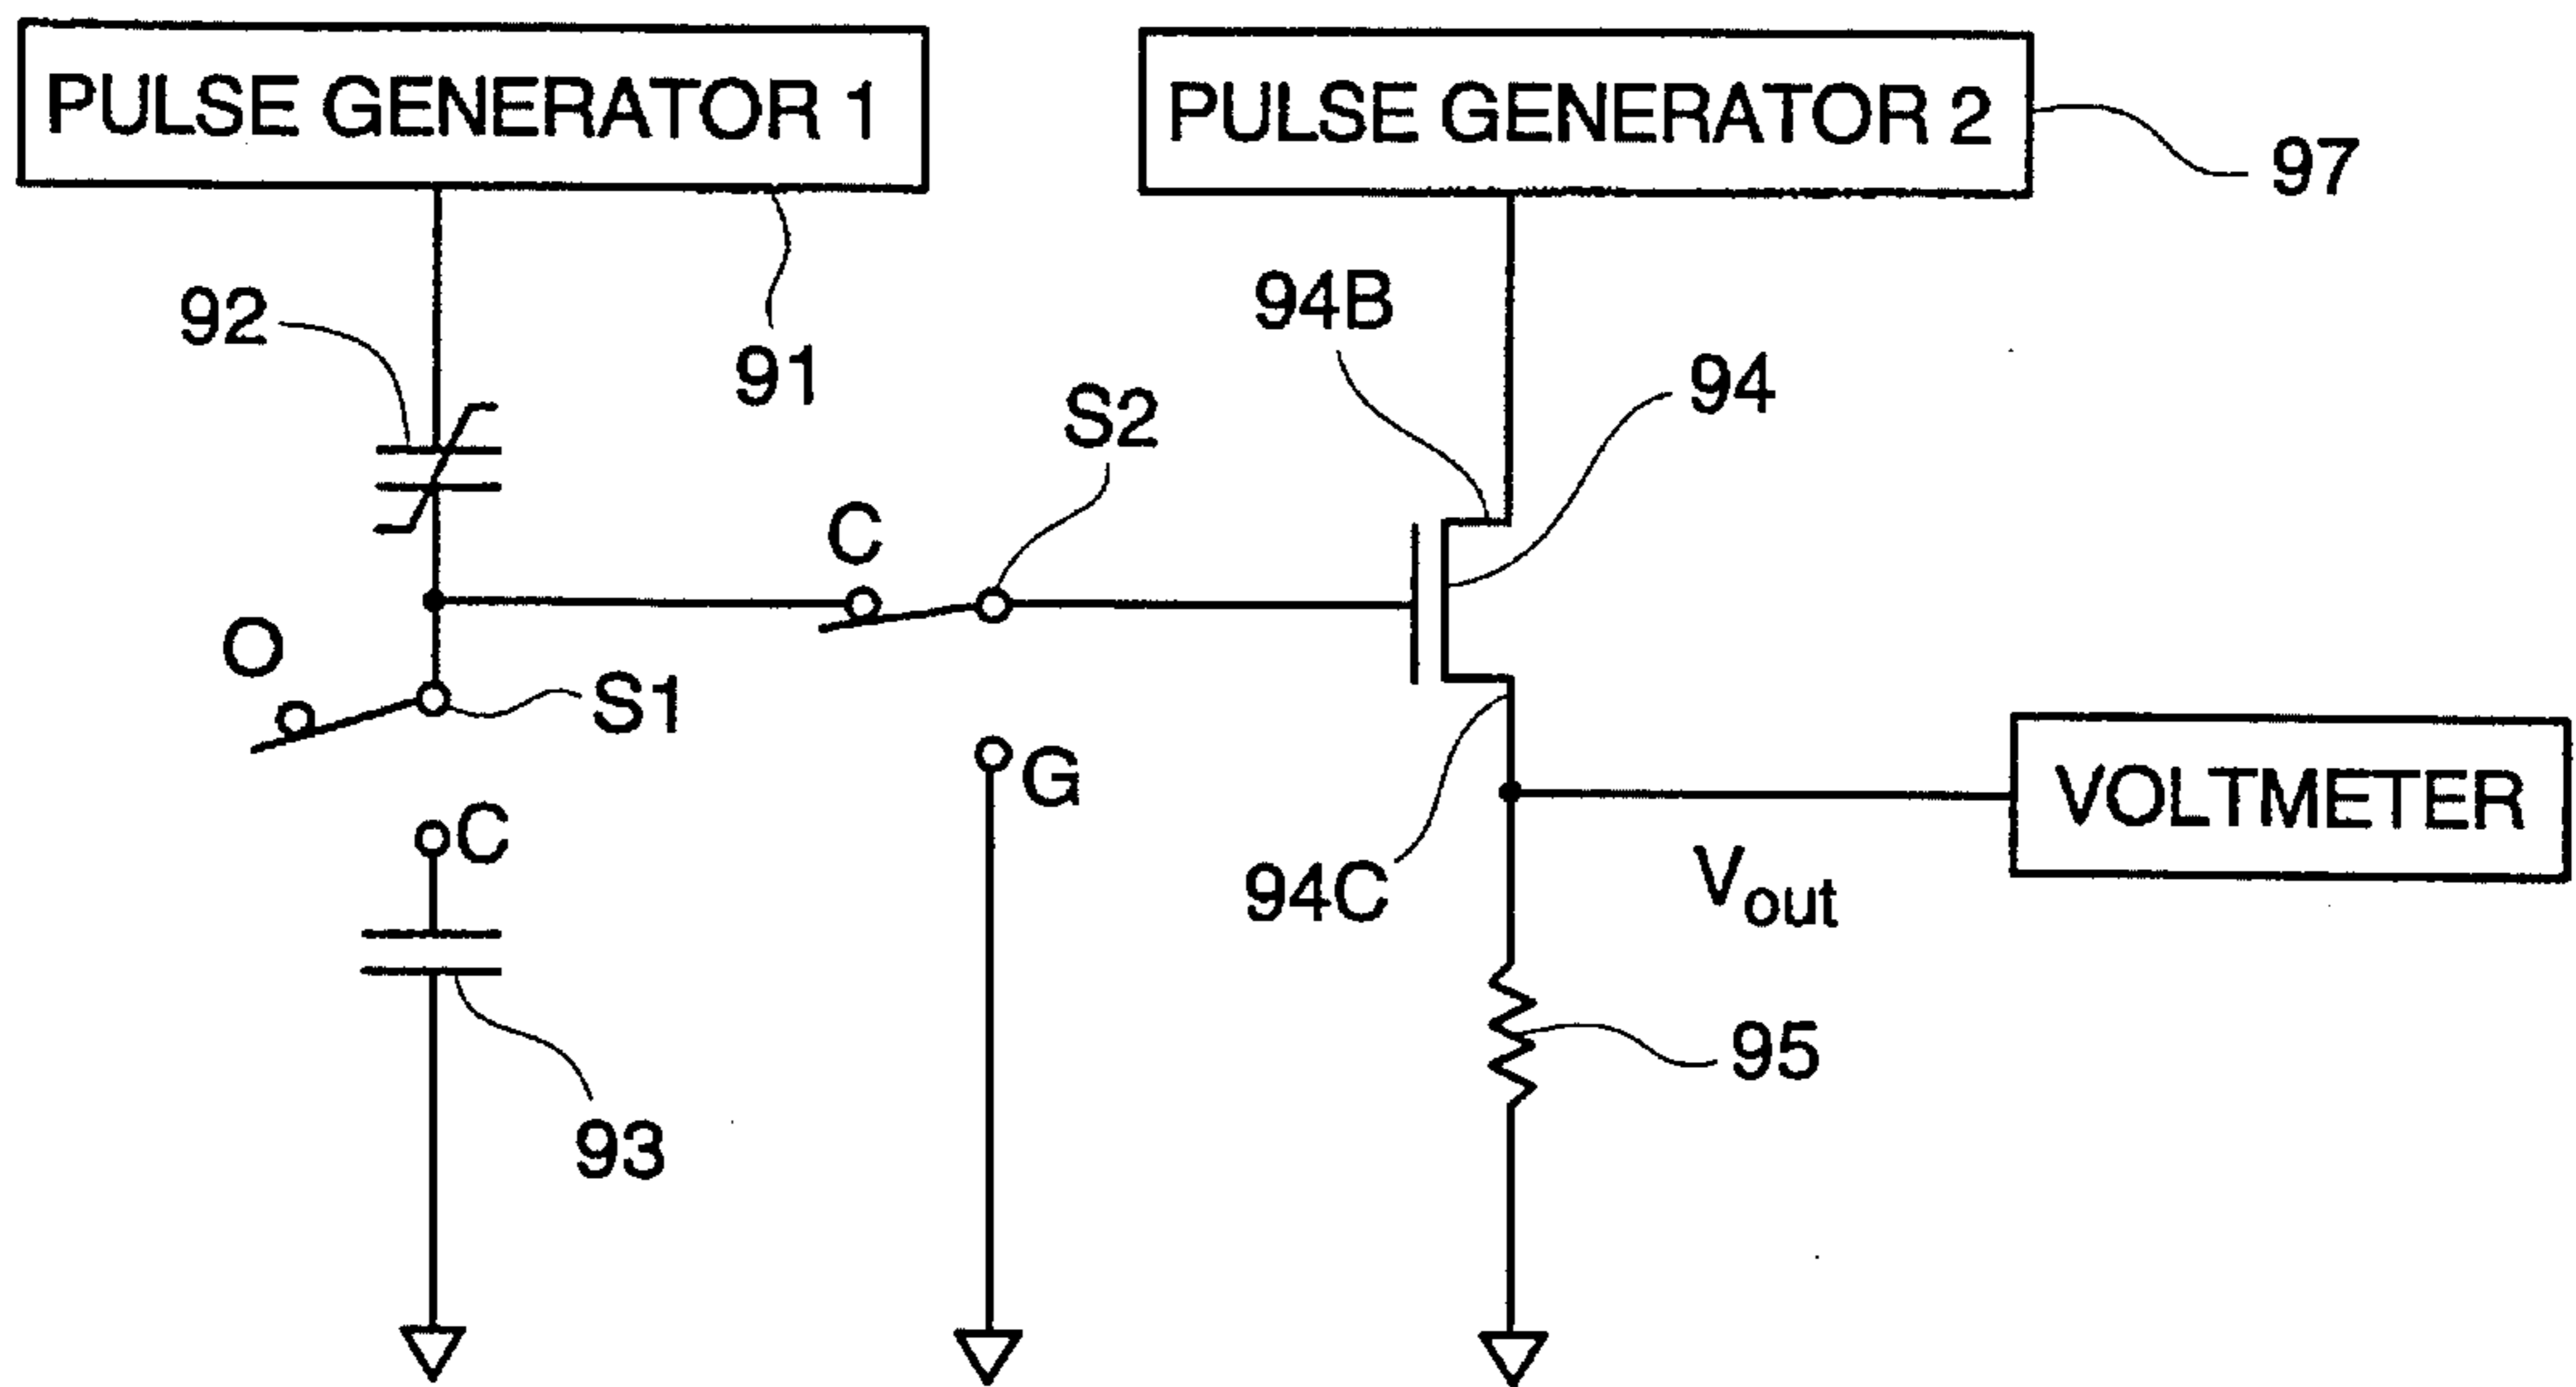 PULSE GENERATOR 1
PULSE GENERATOR 2
97
92
91
94B
94
S2
C
O
S1
G
C
VOLTMETER
94C
Vout
95
93